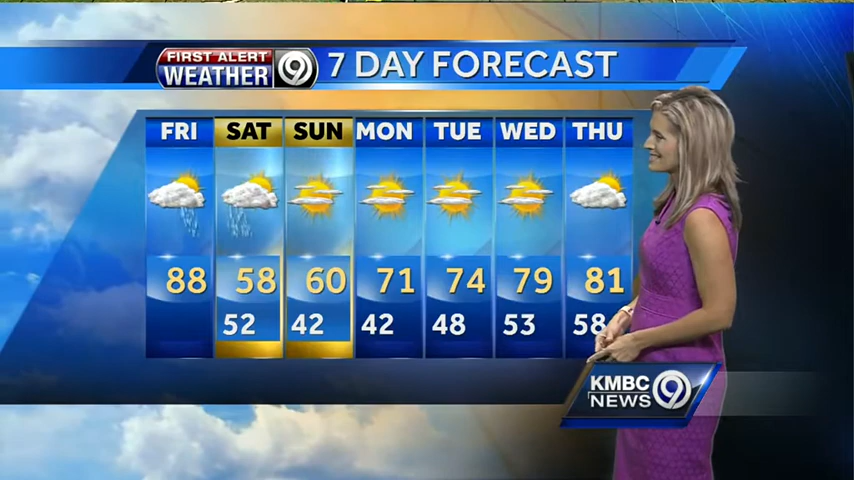 FIRST ALERT
WEATHER 9
7 DAY FORECAST
FRI SAT SUN MON TUE WED THU
88 58 60 71 74 79 81
52 42 42 48 53 58
KMBC 9
NEWS